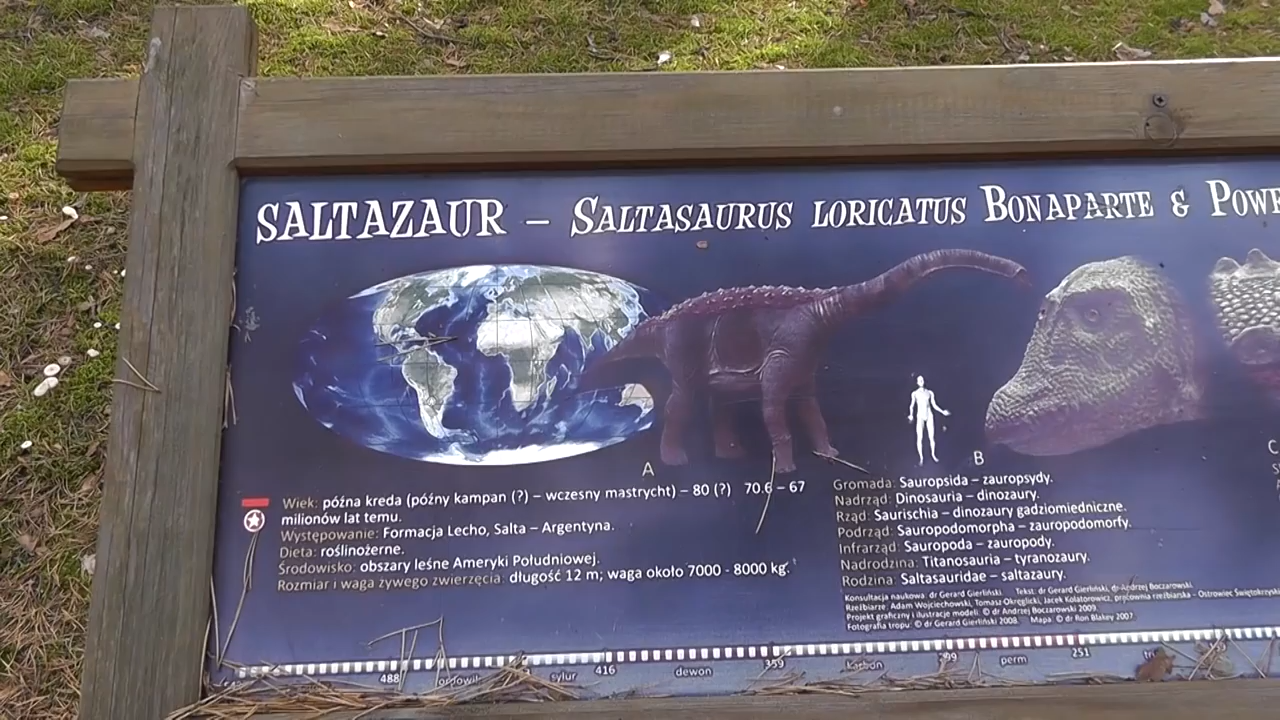 SALTAZAUR – SALTASAURUS LORICATUS BONAPARTE & POW
A
B
C
Wiek: późna kreda (późny kampan (?) – wczesny mastrycht) – 80 (?) 70.6 – 67
milionów lat temu.
Występowanie: Formacja Lecho, Salta – Argentyna.
Dieta: roślinożerne.
Środowisko: obszary leśne Ameryki Południowej.
Rozmiar i waga żywego zwierzęcia: długość 12 m; waga około 7000 - 8000 kg.
Gromada: Sauropsida – zauropsydy.
Nadrząd: Dinosauria – dinozaury.
Rząd: Saurischia – dinozaury gadziomiedniczne.
Podrząd: Sauropodomorpha – zauropodomorfy.
Infrarząd: Sauropoda – zauropody.
Nadrodzina: Titanosauria – tyranozaury.
Rodzina: Saltasauridae – saltazaury.
Konsultacja naukowa: dr Gerard Gierliński. Tekst: dr Gerard Gierliński, dr Andrzej Boczarowski.
Rzeźbiarze: Adam Wojciechowski, Tomasz Okręglicki, Jacek Kolatorowicz, pracownia rzeźbiarska – Ostrowiec
Projekt graficzny i ilustracje modeli: © dr Andrzej Boczarowski 2009.
Fotografia tropu: © dr Gerard Gierliński 2008. Mapa: © dr Ron Blakey 2007.
488 ordowik sylur 416 dewon 359 karbon 299 perm 251